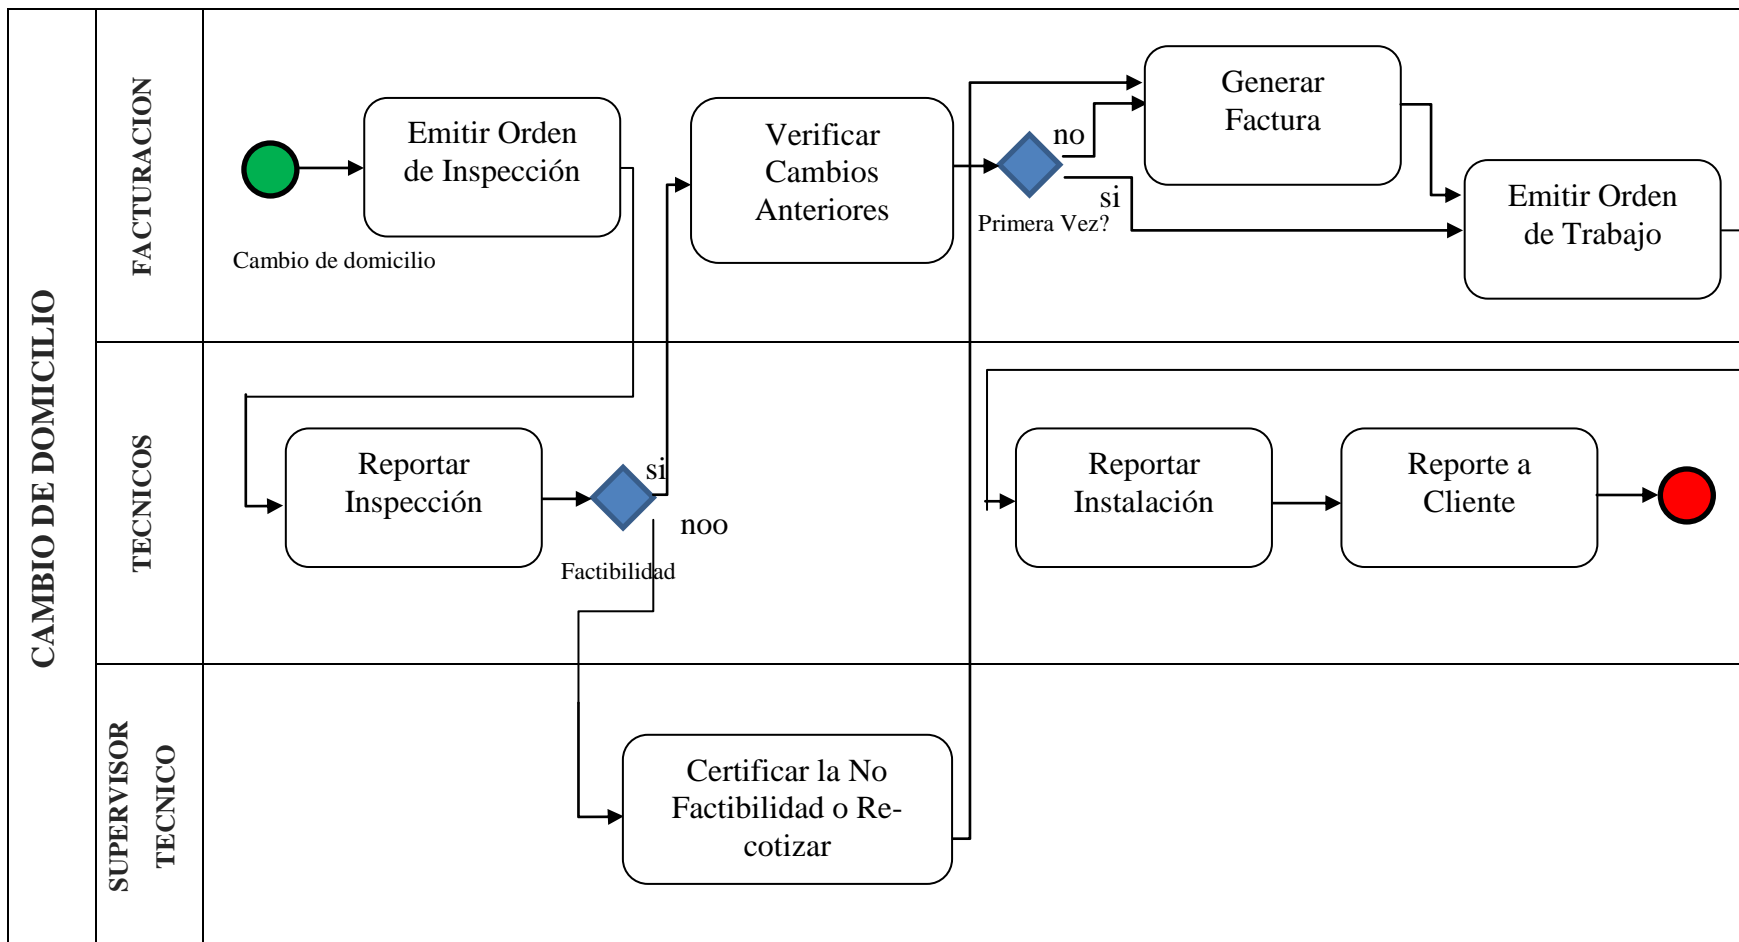 CAMBIO DE DOMICILIO
FACTURACION
Emitir Orden
de Inspección
Cambio de domicilio
Verificar
Cambios
Anteriores
no
si
Primera Vez?
Generar
Factura
Emitir Orden
de Trabajo
TECNICOS
Reportar
Inspección
si
noo
Factibilidad
Reportar
Instalación
Reporte a
Cliente
SUPERVISOR
TECNICO
Certificar la No
Factibilidad o Re-
cotizar